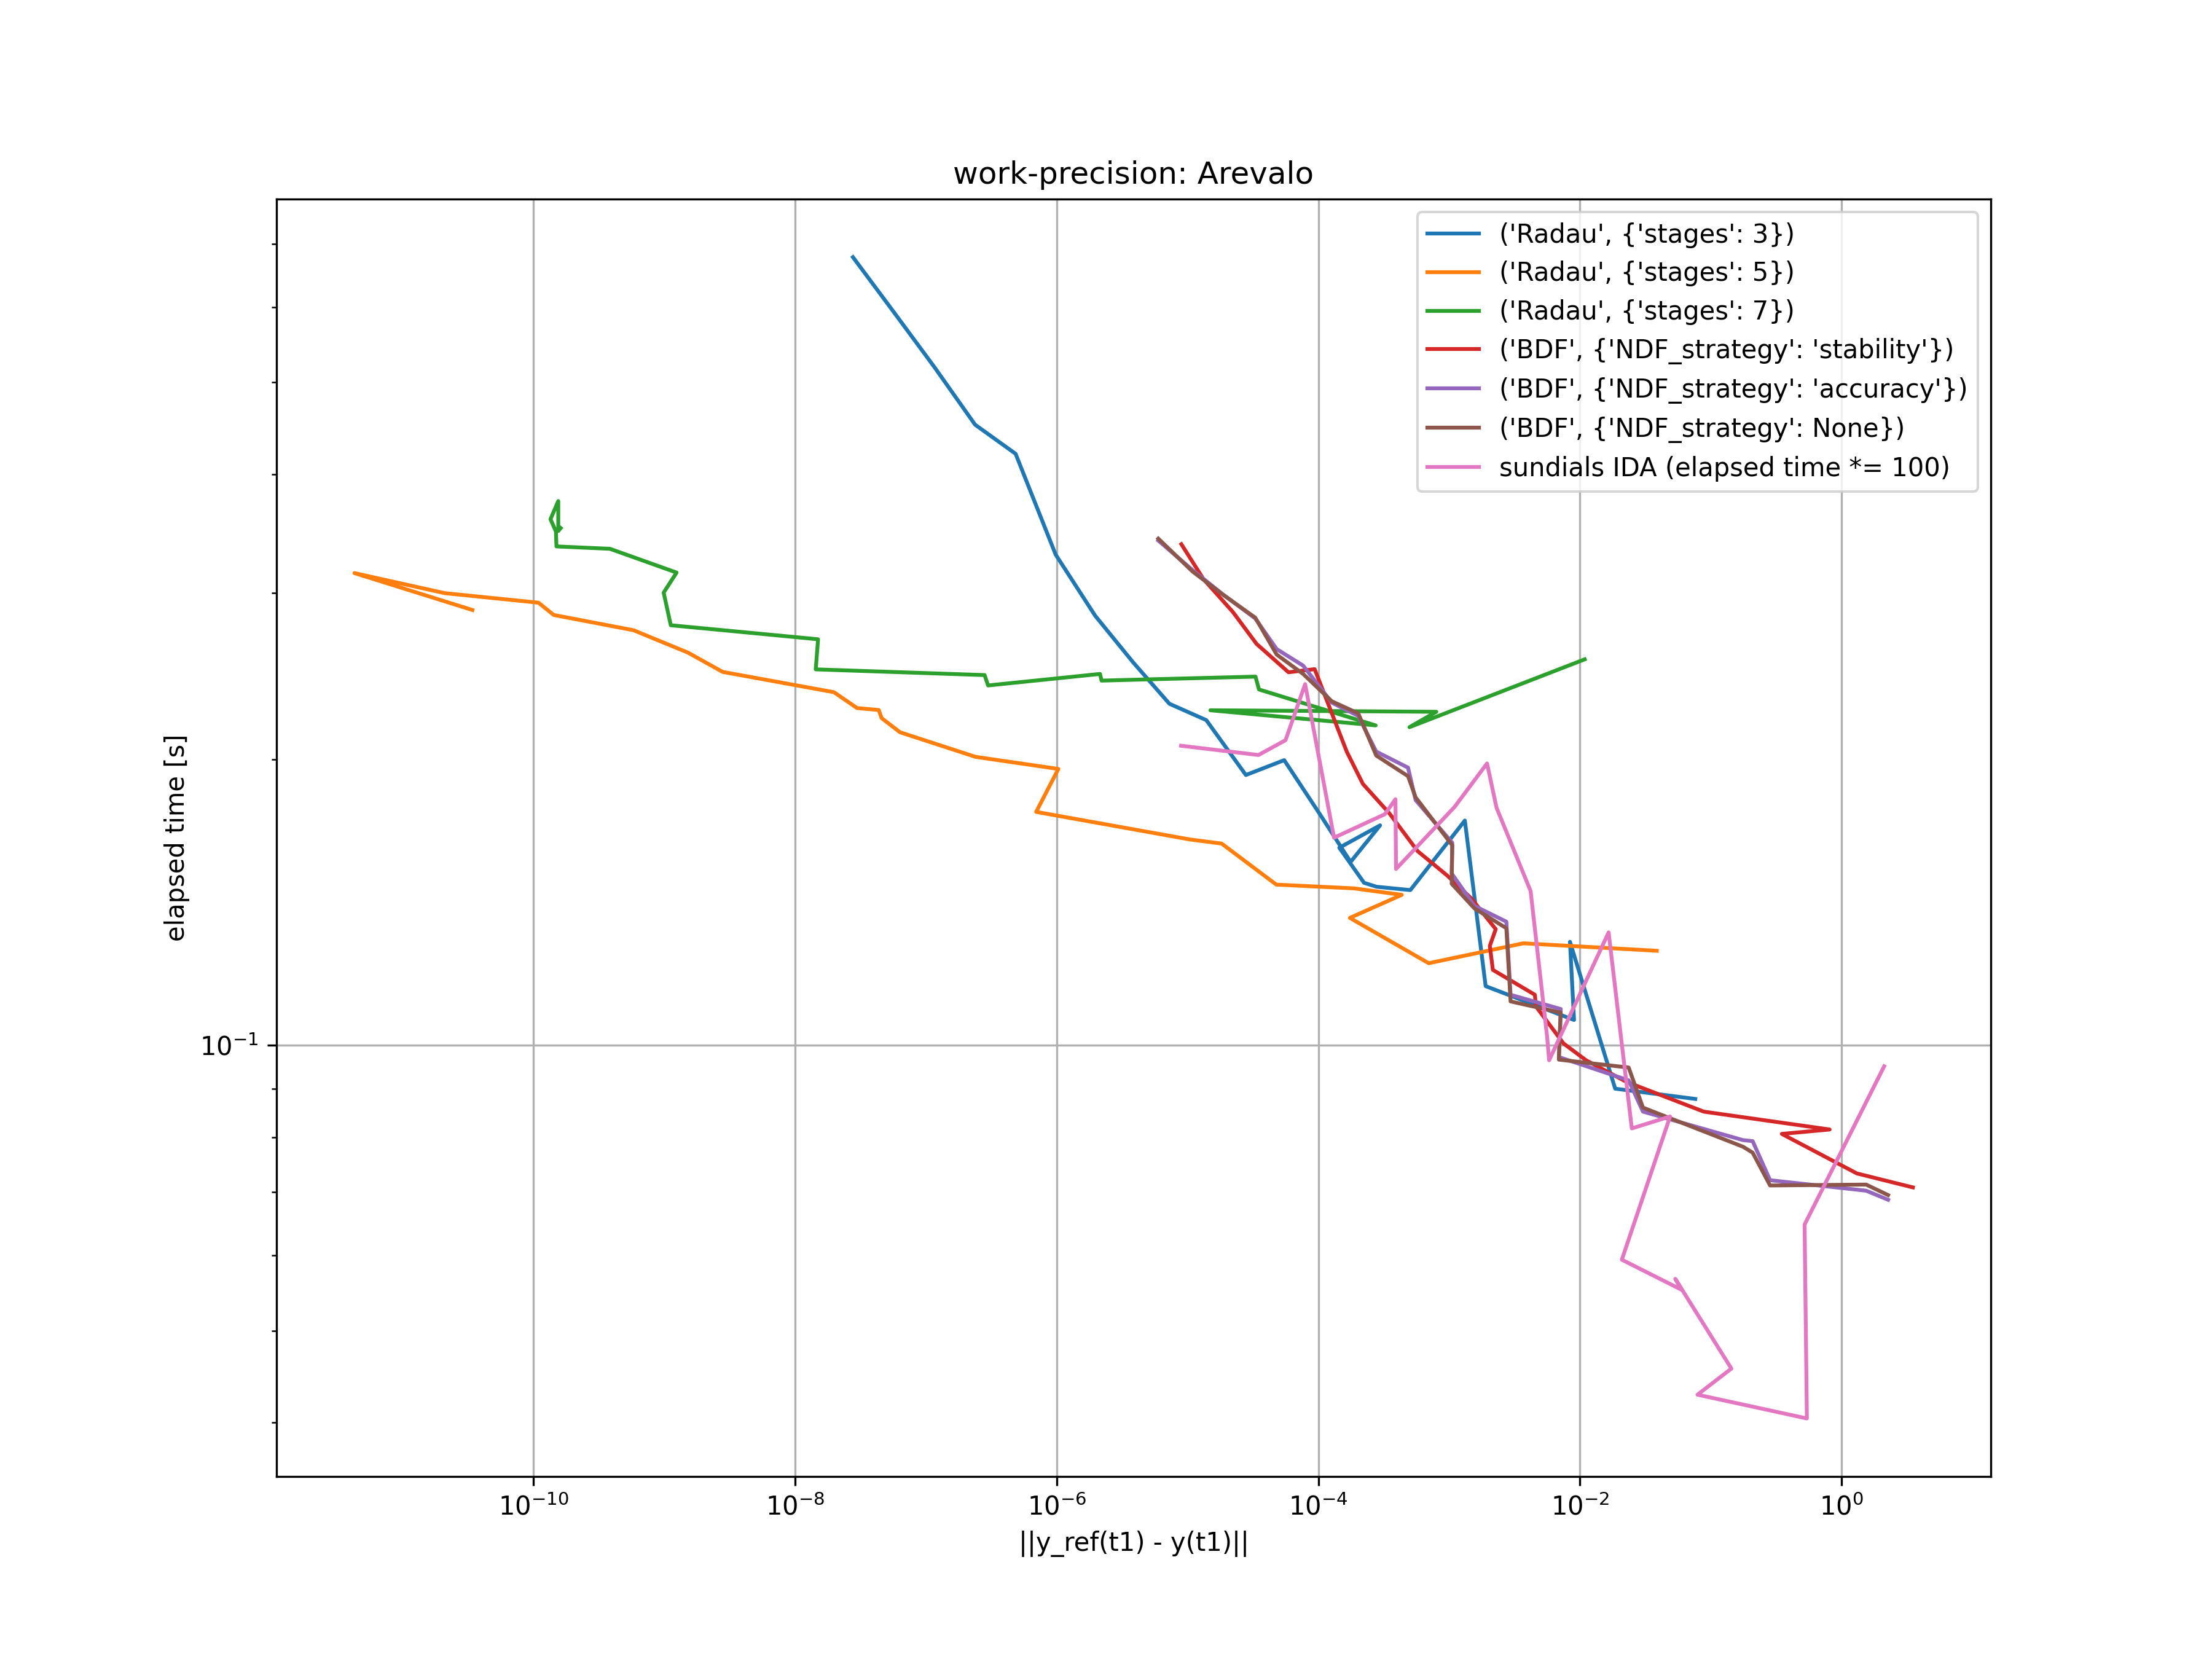 work-precision: Arevalo
('Radau', {'stages': 3})
('Radau', {'stages': 5})
('Radau', {'stages': 7})
('BDF', {'NDF_strategy': 'stability'})
('BDF', {'NDF_strategy': 'accuracy'})
('BDF', {'NDF_strategy': None})
sundials IDA (elapsed time *= 100)
elapsed time [s]
10⁻¹
10⁻¹⁰ 10⁻⁸ 10⁻⁶ 10⁻⁴ 10⁻² 10⁰
||y_ref(t1) - y(t1)||